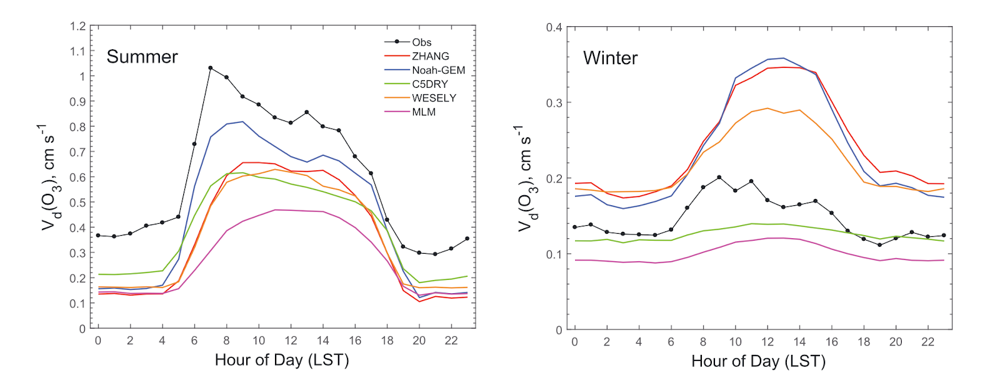 Summer
Obs
ZHANG
Noah-GEM
C5DRY
WESELY
MLM
1.2
1.1
1
0.9
0.8
0.7
0.6
0.5
0.4
0.3
0.2
0.1
0
V_d(O_3), cm s^-1
0 2 4 6 8 10 12 14 16 18 20 22
Hour of Day (LST)
Winter
0.4
0.3
0.2
0.1
0
V_d(O_3), cm s^-1
0 2 4 6 8 10 12 14 16 18 20 22
Hour of Day (LST)